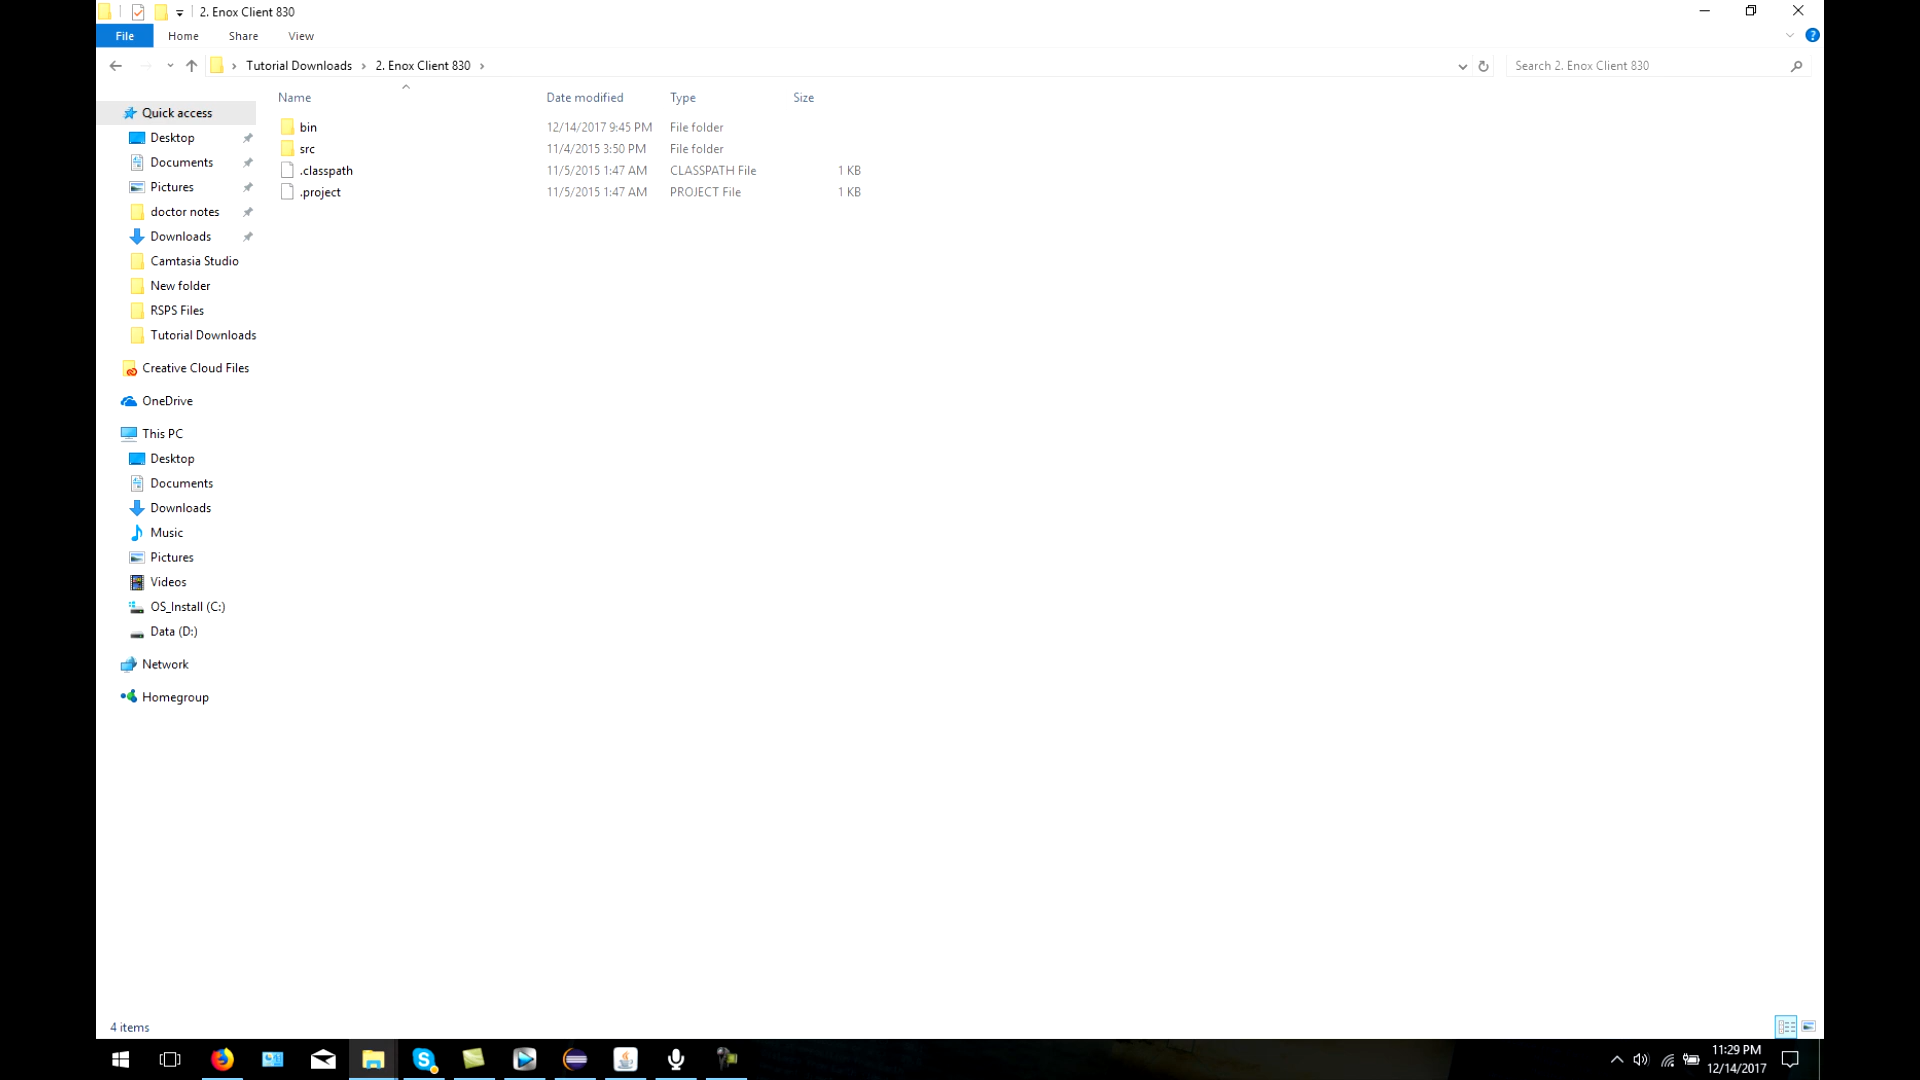 2. Enox Client 830
File Home Share View
Tutorial Downloads 2. Enox Client 830 Search 2. Enox Client 830
Name Date modified Type Size
Quick access
bin 12/14/2017 9:45 PM File folder
Desktop
src 11/4/2015 3:50 PM File folder
Documents
.classpath 11/5/2015 1:47 AM CLASSPATH File 1 KB
Pictures
.project 11/5/2015 1:47 AM PROJECT File 1 KB
doctor notes
Downloads
Camtasia Studio
New folder
RSPS Files
Tutorial Downloads
Creative Cloud Files
OneDrive
This PC
Desktop
Documents
Downloads
Music
Pictures
Videos
OS_Install (C:)
Data (D:)
Network
Homegroup
4 items
11:29 PM
12/14/2017